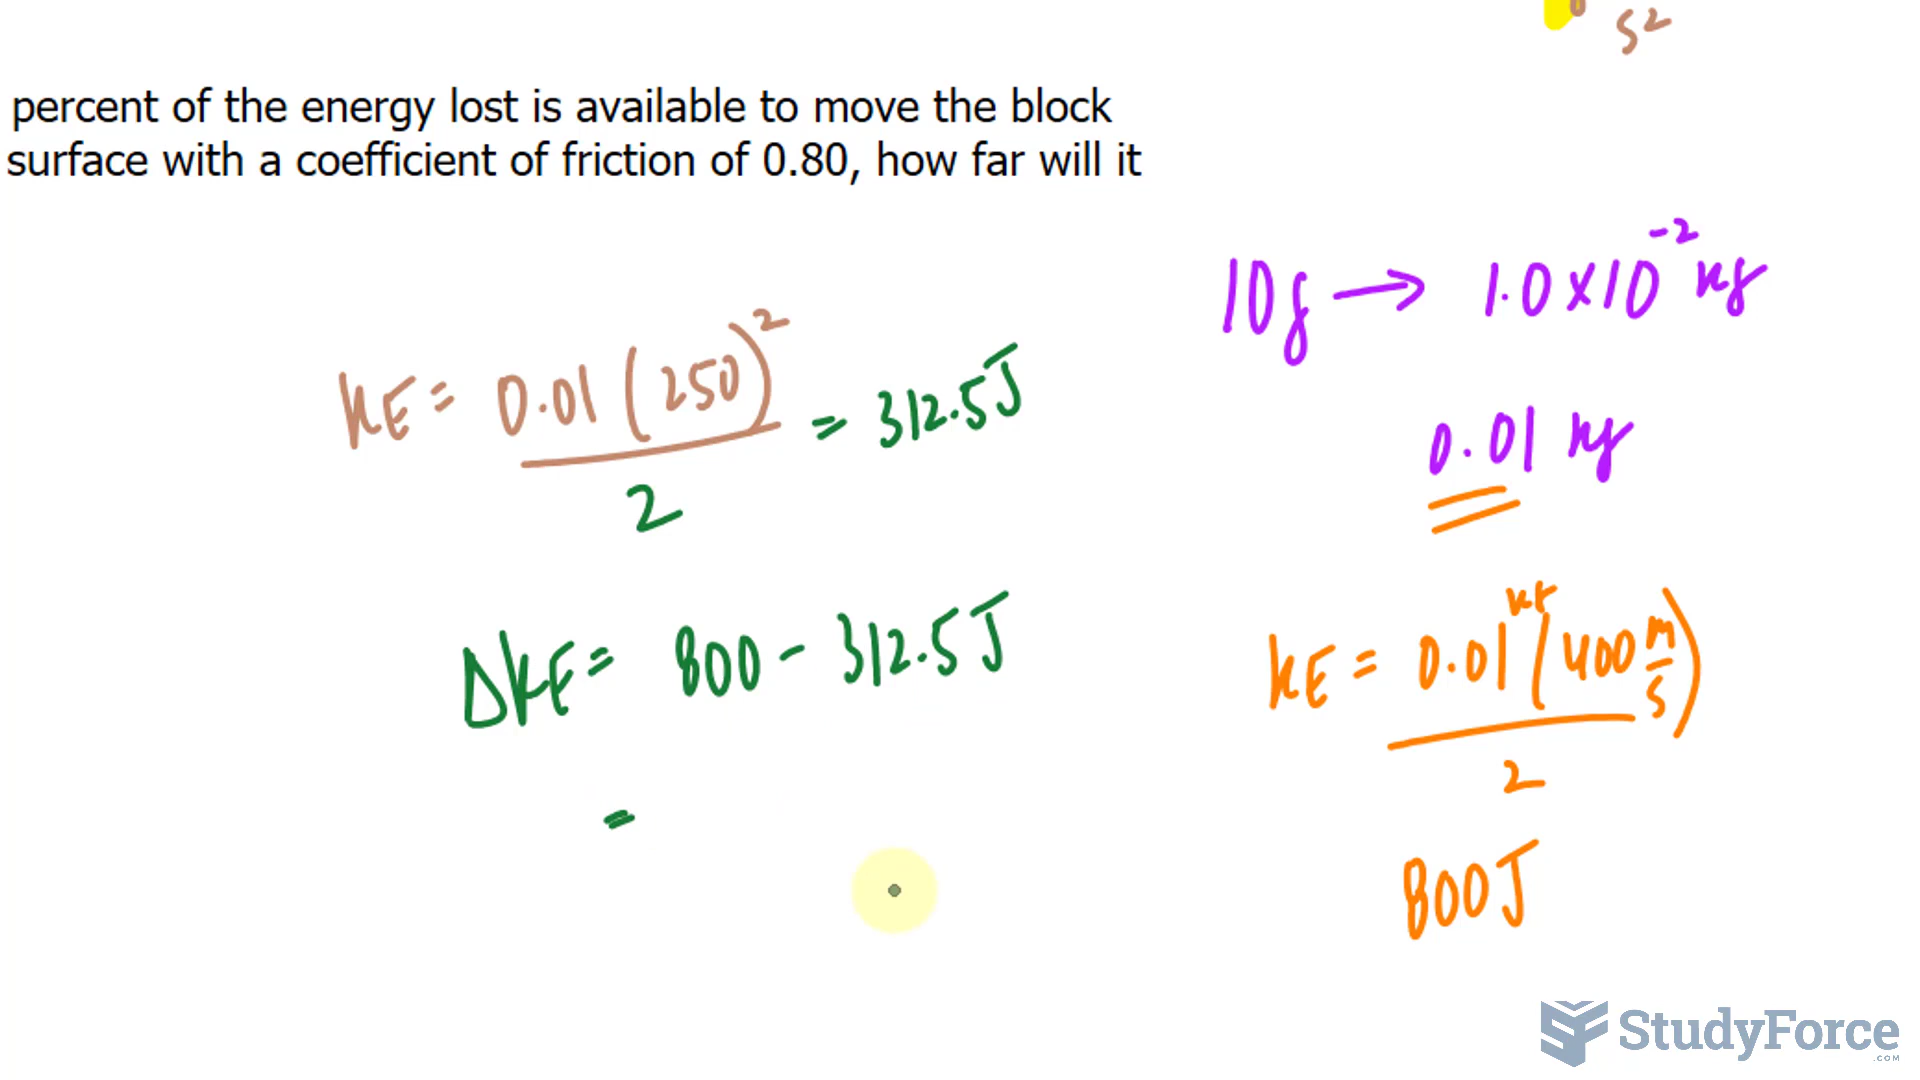 s²
percent of the energy lost is available to move the block
surface with a coefficient of friction of 0.80, how far will it
10g → 1.0×10⁻² kg
KE = 0.01 (250)² / 2 = 312.5J
0.01 kg
ΔKE = 800 - 312.5J
KE = 0.01 kg (400 m/s) / 2
=
800J
StudyForce
.COM